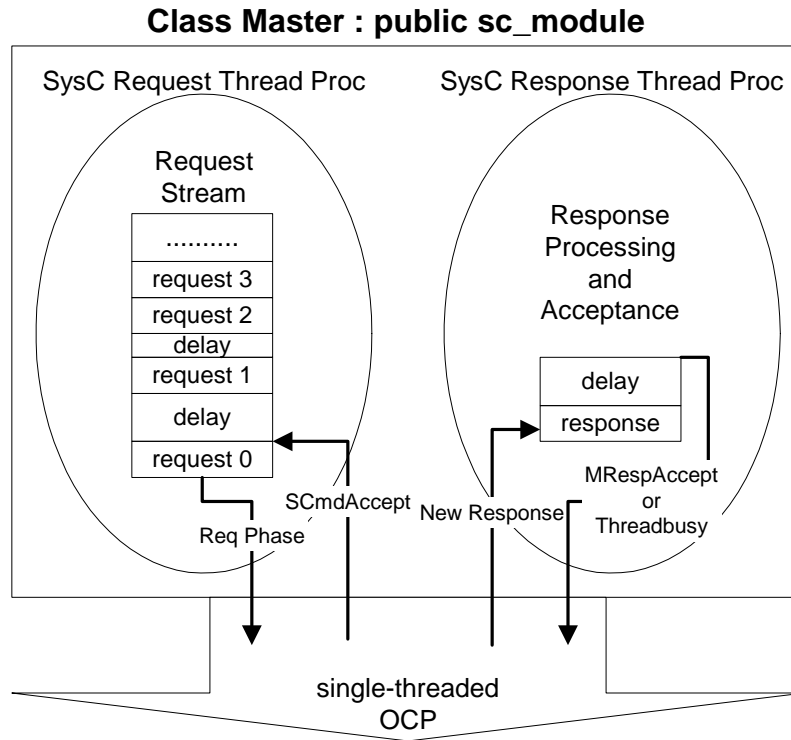 Class Master : public sc_module
SysC Request Thread Proc
SysC Response Thread Proc
Request
Stream
..........
request 3
request 2
delay
request 1
delay
request 0
SCmdAccept
Req Phase
Response
Processing
and
Acceptance
delay
response
New Response
MRespAccept
or
Threadbusy
single-threaded
OCP